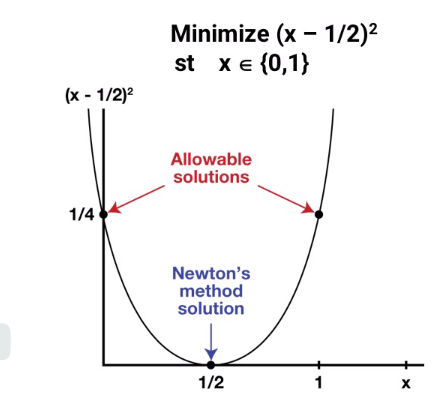 Minimize (x – 1/2)²
st x ∈ {0,1}
(x - 1/2)²
Allowable
solutions
1/4
Newton's
method
solution
1/2 1 x